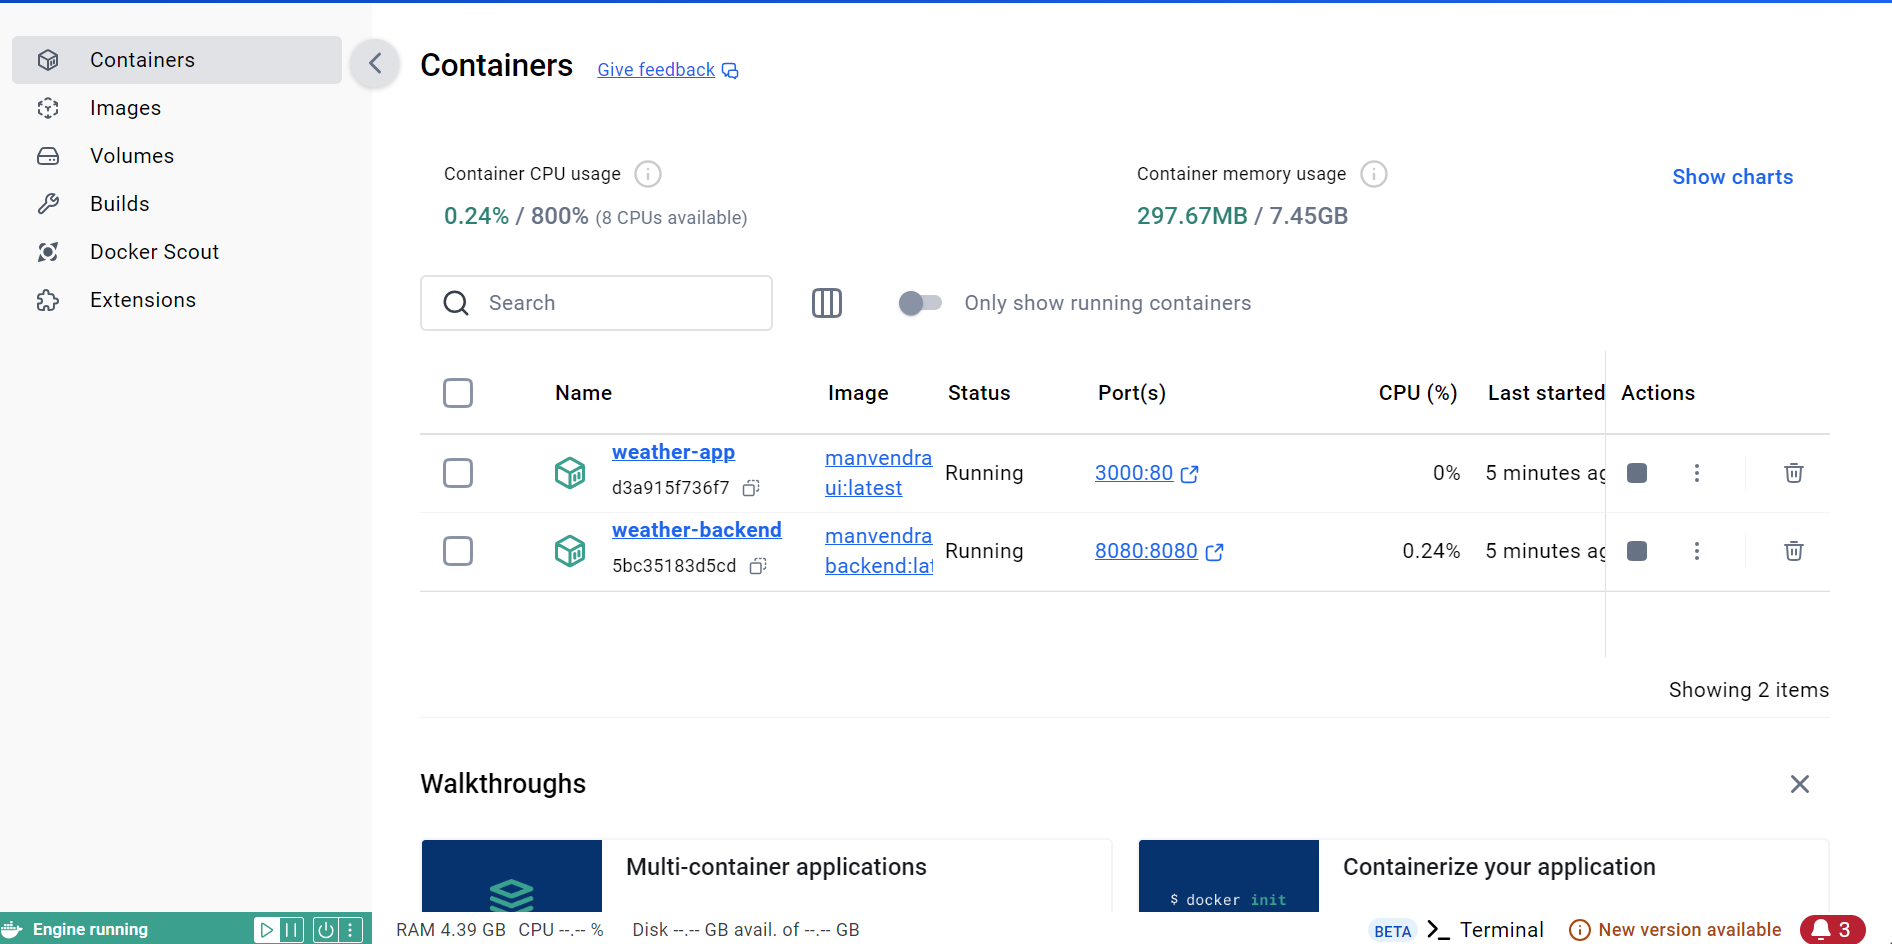 Containers
Images
Volumes
Builds
Docker Scout
Extensions
Containers Give feedback
Container CPU usage
0.24% / 800% (8 CPUs available)
Container memory usage
297.67MB / 7.45GB
Show charts
Search
Only show running containers
Name Image Status Port(s) CPU (%) Last started Actions
weather-app
d3a915f736f7
manvendra
ui:latest
Running 3000:80 0% 5 minutes ag
weather-backend
5bc35183d5cd
manvendra
backend:lat
Running 8080:8080 0.24% 5 minutes ag
Showing 2 items
Walkthroughs
Multi-container applications
$ docker init
Containerize your application
Engine running
RAM 4.39 GB CPU --.-- % Disk --.-- GB avail. of --.-- GB
BETA Terminal New version available 3